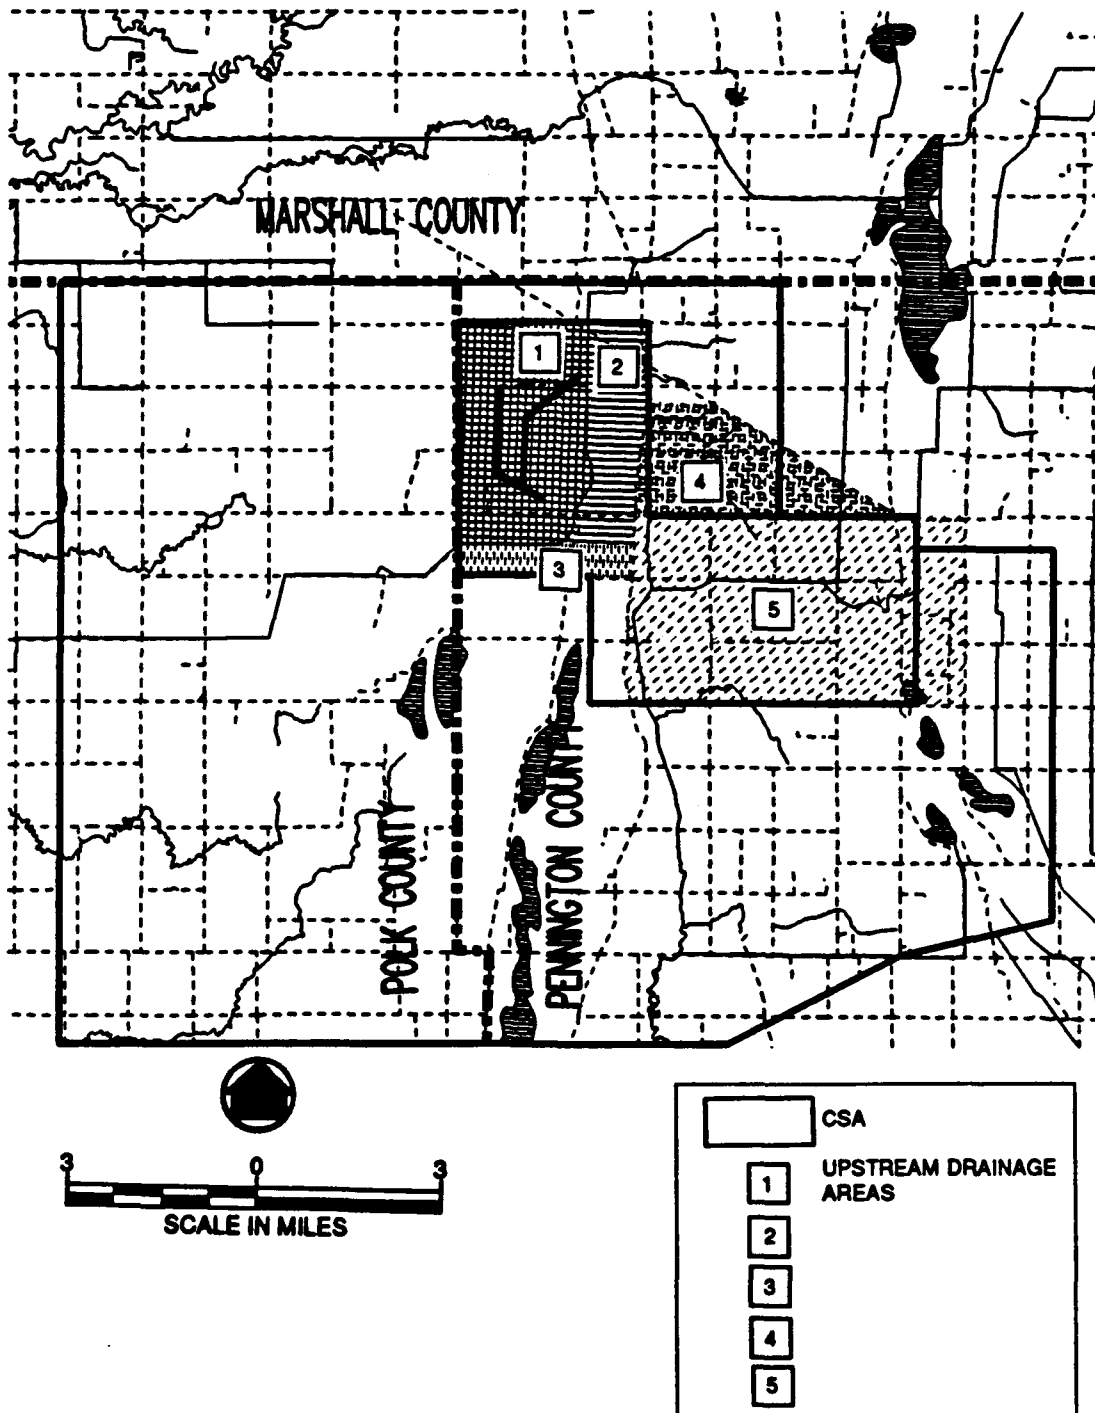 MARSHALL COUNTY
1
2
4
3
5
POLK COUNTY
PENNINGTON COUNTY
3 0 3
SCALE IN MILES
CSA
1 UPSTREAM DRAINAGE
AREAS
2
3
4
5